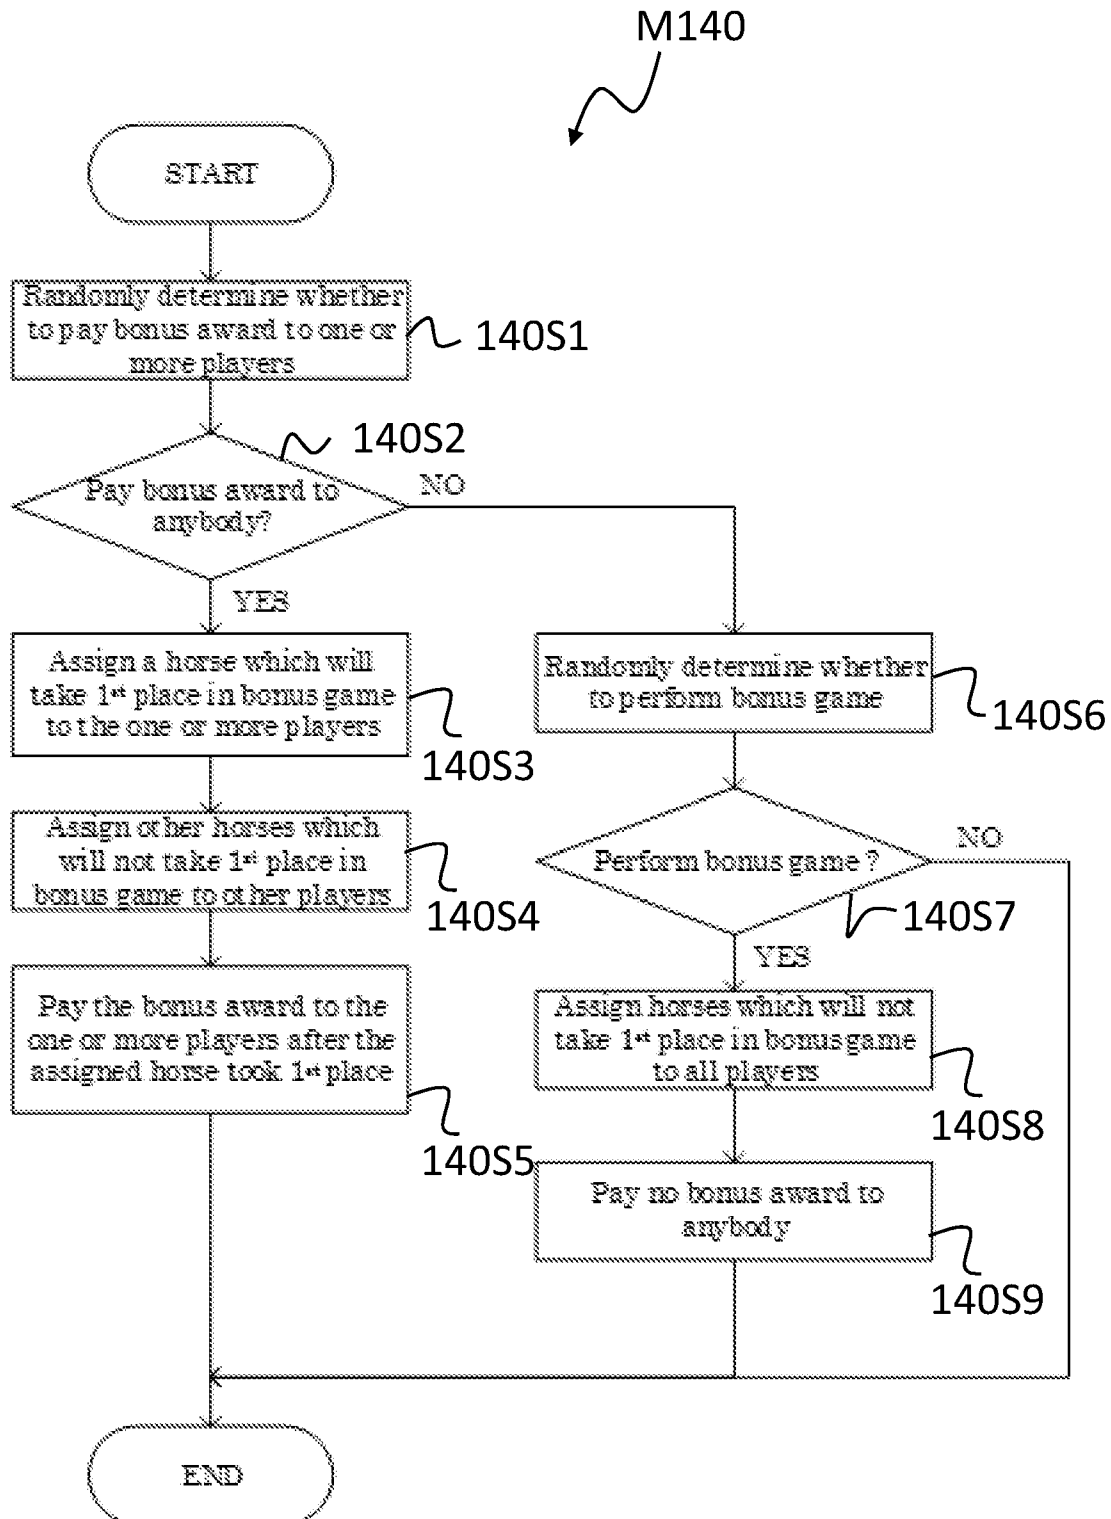 M140
START
Randomly determine whether
to pay bonus award to one or
more players
140S1
140S2
Pay bonus award to
anybody?
NO
YES
Assign a horse which will
take 1st place in bonus game
to the one or more players
140S3
Assign other horses which
will not take 1st place in
bonus game to other players
140S4
Pay the bonus award to the
one or more players after the
assigned horse took 1st place
140S5
Randomly determine whether
to perform bonus game
140S6
Perform bonus game ?
NO
140S7
YES
Assign horses which will not
take 1st place in bonus game
to all players
140S8
Pay no bonus award to
anybody
140S9
END